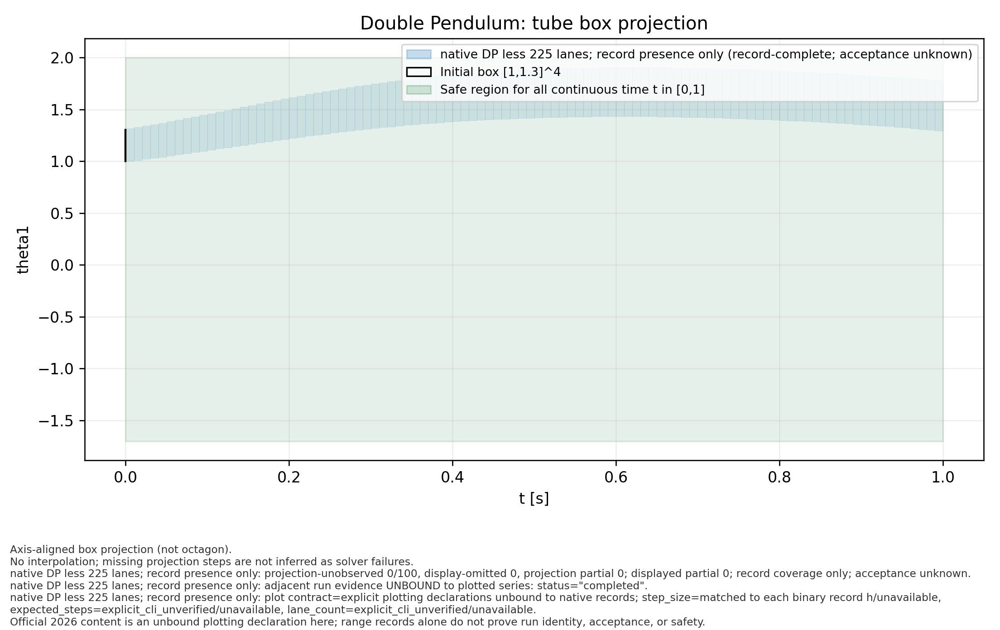 Double Pendulum: tube box projection
native DP less 225 lanes; record presence only (record-complete; acceptance unknown)
Initial box [1,1.3]^4
Safe region for all continuous time t in [0,1]
theta1
2.0
1.5
1.0
0.5
0.0
−0.5
−1.0
−1.5
0.0
0.2
0.4
0.6
0.8
1.0
t [s]
Axis-aligned box projection (not octagon).
No interpolation; missing projection steps are not inferred as solver failures.
native DP less 225 lanes; record presence only: projection-unobserved 0/100, display-omitted 0, projection partial 0; displayed partial 0; record coverage only; acceptance unknown.
native DP less 225 lanes; record presence only: adjacent run evidence UNBOUND to plotted series: status="completed".
native DP less 225 lanes; record presence only: plot contract=explicit plotting declarations unbound to native records; step_size=matched to each binary record h/unavailable,
expected_steps=explicit_cli_unverified/unavailable, lane_count=explicit_cli_unverified/unavailable.
Official 2026 content is an unbound plotting declaration here; range records alone do not prove run identity, acceptance, or safety.